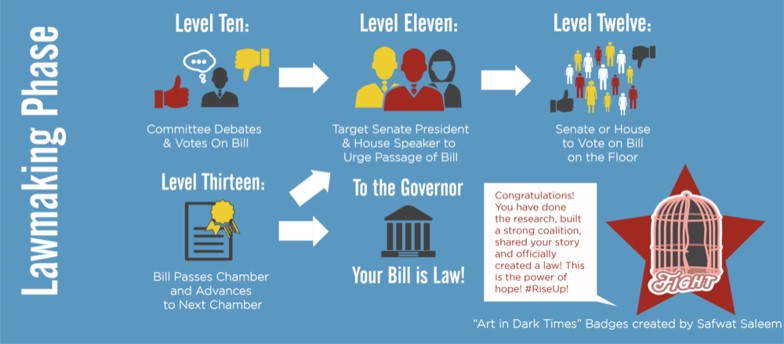 Lawmaking Phase
Level Ten:
Committee Debates
& Votes On Bill
Level Eleven:
Target Senate President
& House Speaker to
Urge Passage of Bill
Level Twelve:
Senate or House
to Vote on Bill
on the Floor
Level Thirteen:
Bill Passes Chamber
and Advances
to Next Chamber
To the Governor
Your Bill is Law!
Congratulations!
You have done
the research, built
a strong coalition,
shared your story
and officially
created a law! This
is the power of
hope! #RiseUp!
FIGHT
“Art in Dark Times” Badges created by Safwat Saleem